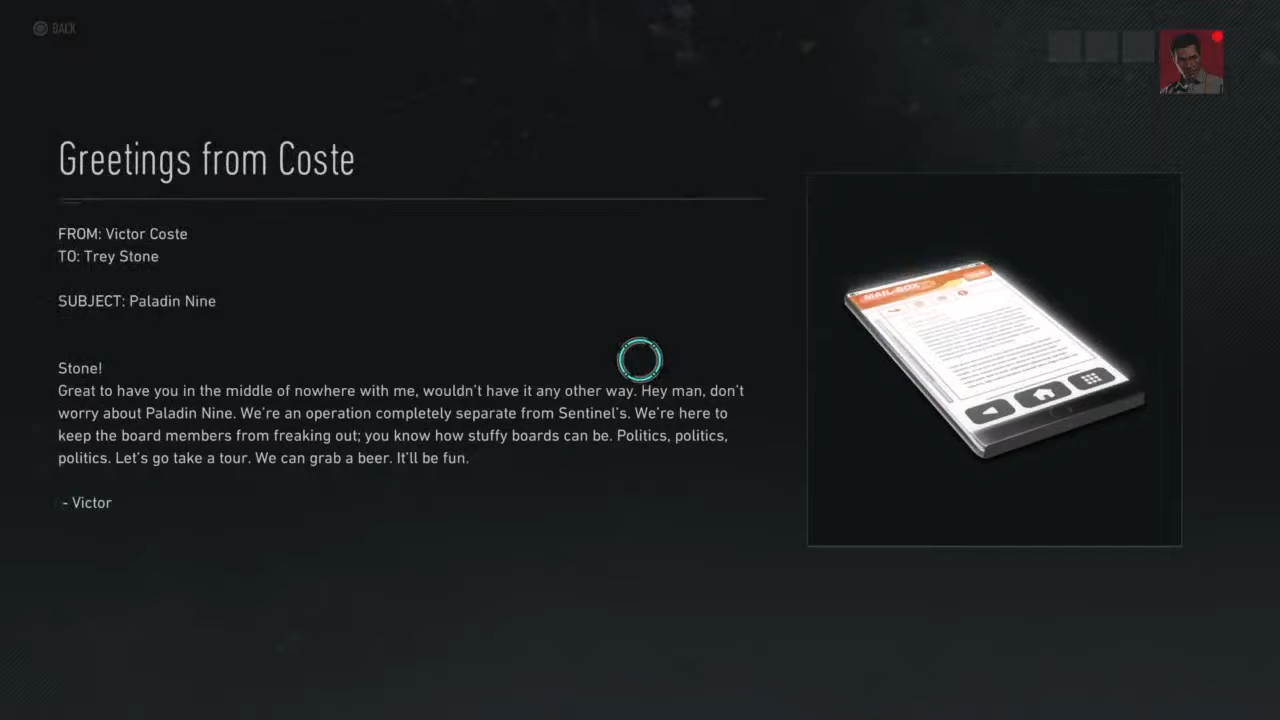 BACK
Greetings from Coste
FROM: Victor Coste
TO: Trey Stone
SUBJECT: Paladin Nine
Stone!
Great to have you in the middle of nowhere with me, wouldn't have it any other way. Hey man, don't
worry about Paladin Nine. We're an operation completely separate from Sentinel's. We're here to
keep the board members from freaking out; you know how stuffy boards can be. Politics, politics,
politics. Let's go take a tour. We can grab a beer. It'll be fun.
- Victor
MAIL-BOX